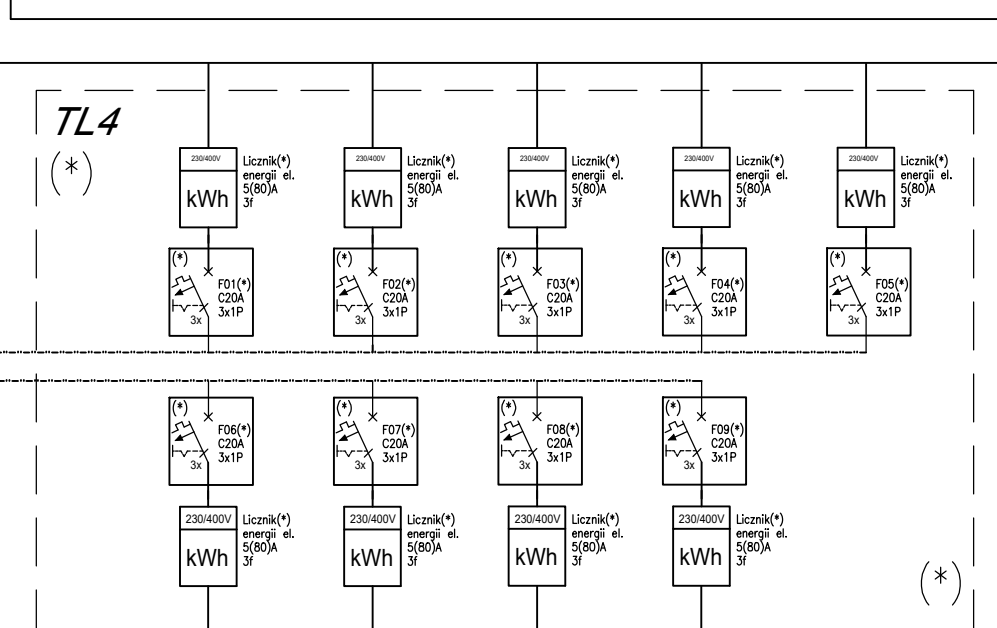 TL4
(*)
230/400V
kWh
Licznik(*)
energii el.
5(80)A
3f
230/400V
kWh
Licznik(*)
energii el.
5(80)A
3f
230/400V
kWh
Licznik(*)
energii el.
5(80)A
3f
230/400V
kWh
Licznik(*)
energii el.
5(80)A
3f
230/400V
kWh
Licznik(*)
energii el.
5(80)A
3f
(*)
F01(*)
C20A
3x1P
3x
(*)
F02(*)
C20A
3x1P
3x
(*)
F03(*)
C20A
3x1P
3x
(*)
F04(*)
C20A
3x1P
3x
(*)
F05(*)
C20A
3x1P
3x
(*)
F06(*)
C20A
3x1P
3x
(*)
F07(*)
C20A
3x1P
3x
(*)
F08(*)
C20A
3x1P
3x
(*)
F09(*)
C20A
3x1P
3x
230/400V
kWh
Licznik(*)
energii el.
5(80)A
3f
230/400V
kWh
Licznik(*)
energii el.
5(80)A
3f
230/400V
kWh
Licznik(*)
energii el.
5(80)A
3f
230/400V
kWh
Licznik(*)
energii el.
5(80)A
3f
(*)